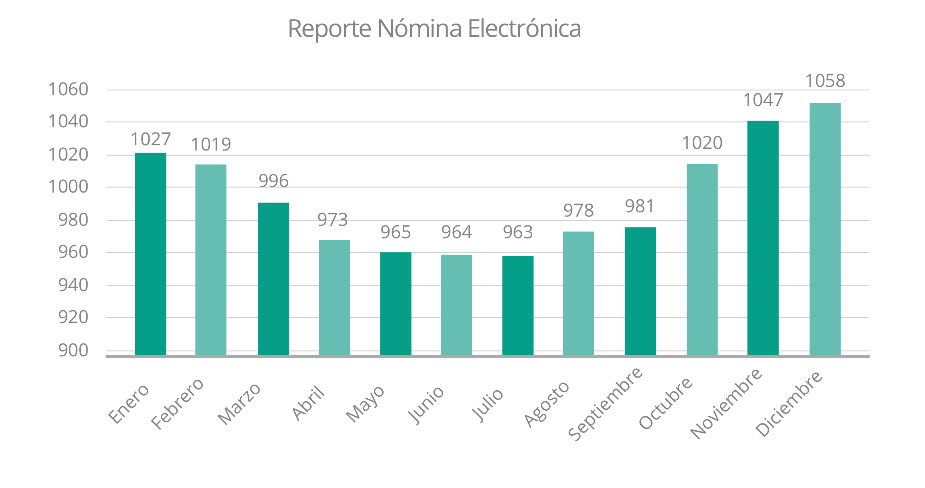 Reporte Nómina Electrónica
1060
1040
1020
1000
980
960
940
920
900
1027
1019
996
973
965
964
963
978
981
1020
1047
1058
Enero
Febrero
Marzo
Abril
Mayo
Junio
Julio
Agosto
Septiembre
Octubre
Noviembre
Diciembre